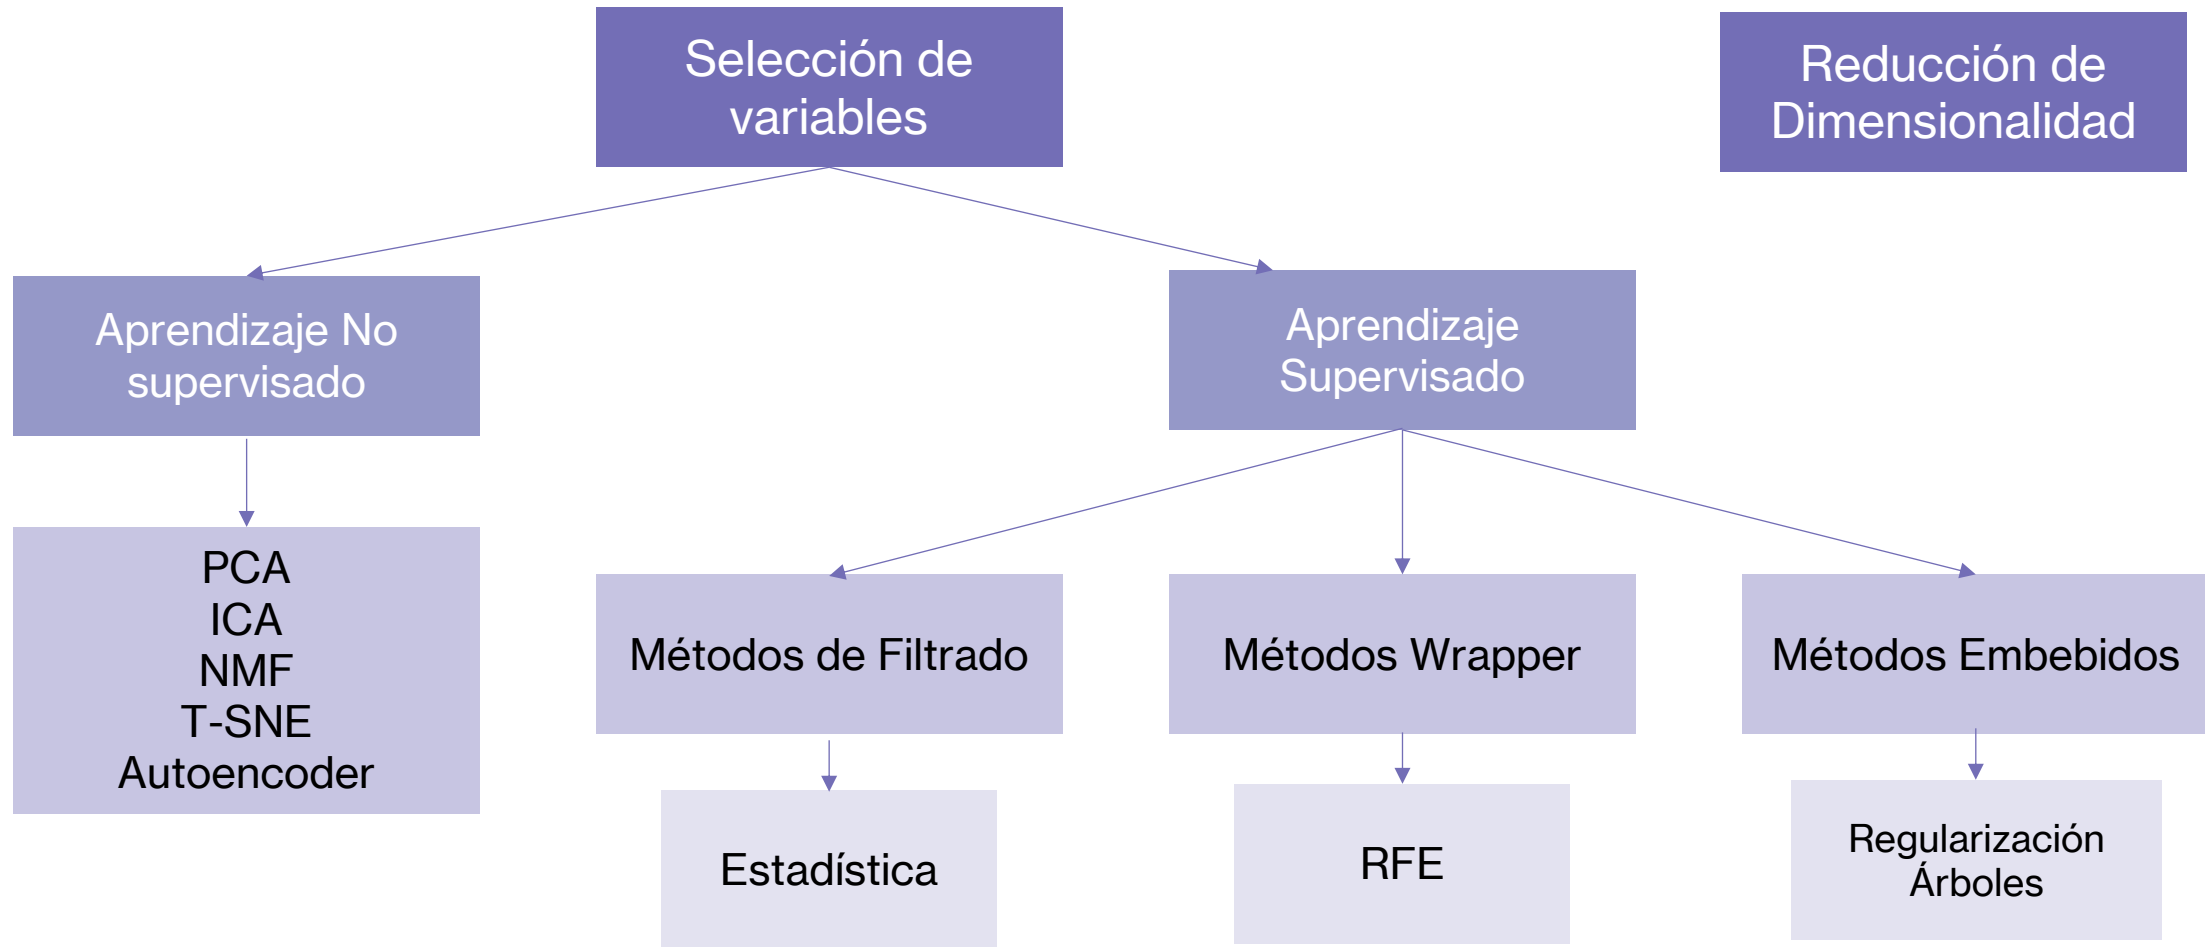 Selección de
variables
Reducción de
Dimensionalidad
Aprendizaje No
supervisado
Aprendizaje
Supervisado
PCA
ICA
NMF
T-SNE
Autoencoder
Métodos de Filtrado
Métodos Wrapper
Métodos Embebidos
Estadística
RFE
Regularización
Árboles